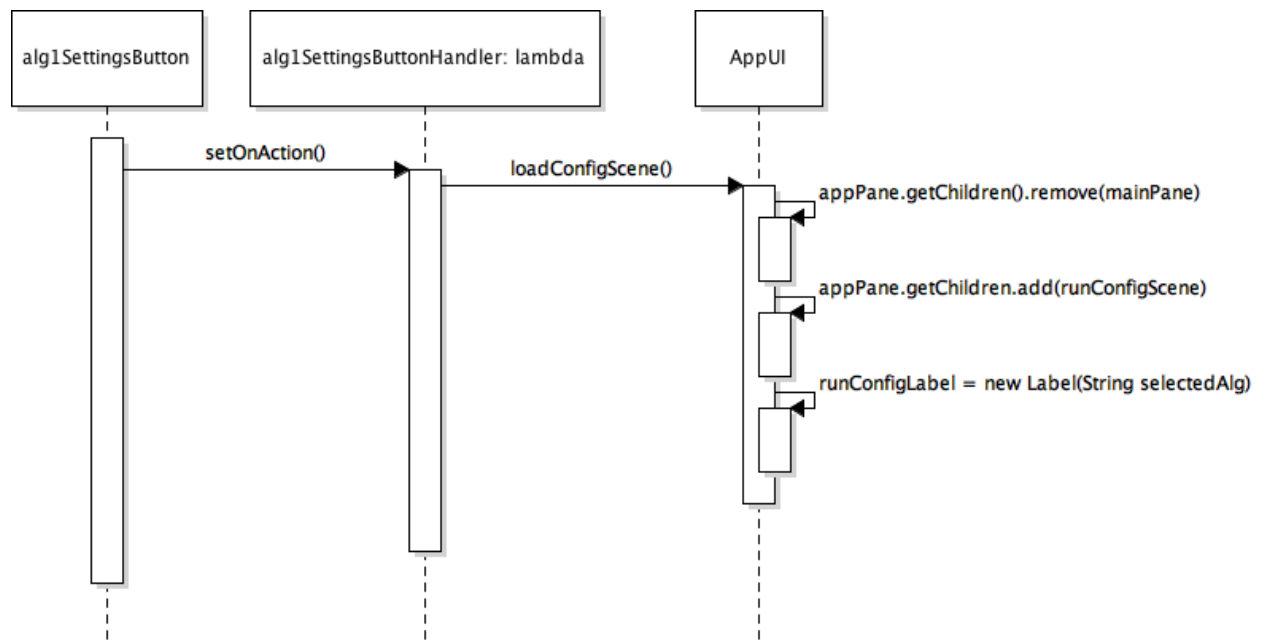 alg1SettingsButton
alg1SettingsButtonHandler: lambda
AppUI
setOnAction()
loadConfigScene()
appPane.getChildren().remove(mainPane)
appPane.getChildren.add(runConfigScene)
runConfigLabel = new Label(String selectedAlg)